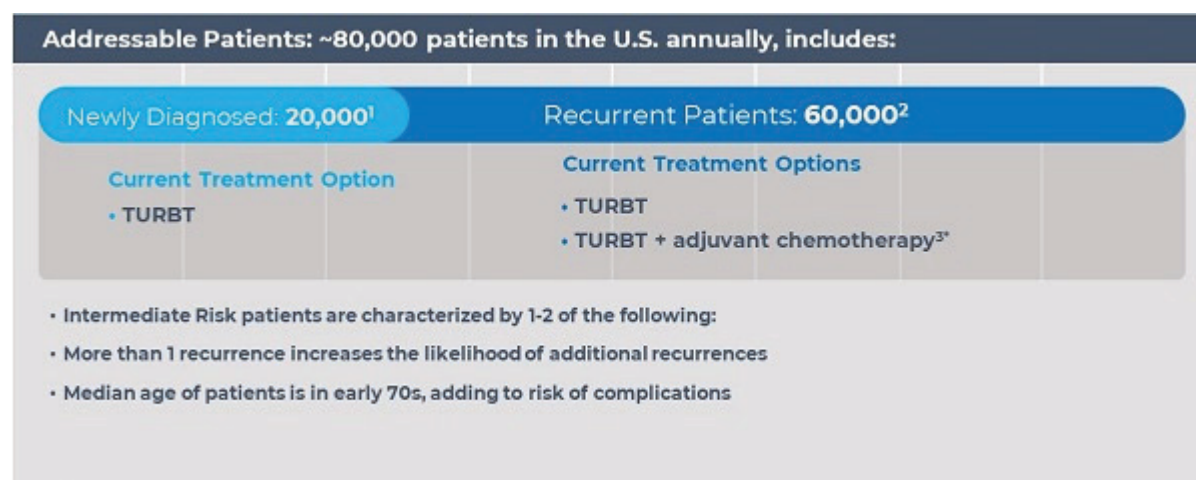 Addressable Patients: ~80,000 patients in the U.S. annually, includes:
Newly Diagnosed: 20,000¹
Recurrent Patients: 60,000²
Current Treatment Option
• TURBT
Current Treatment Options
• TURBT
• TURBT + adjuvant chemotherapy³*
• Intermediate Risk patients are characterized by 1-2 of the following:
• More than 1 recurrence increases the likelihood of additional recurrences
• Median age of patients is in early 70s, adding to risk of complications